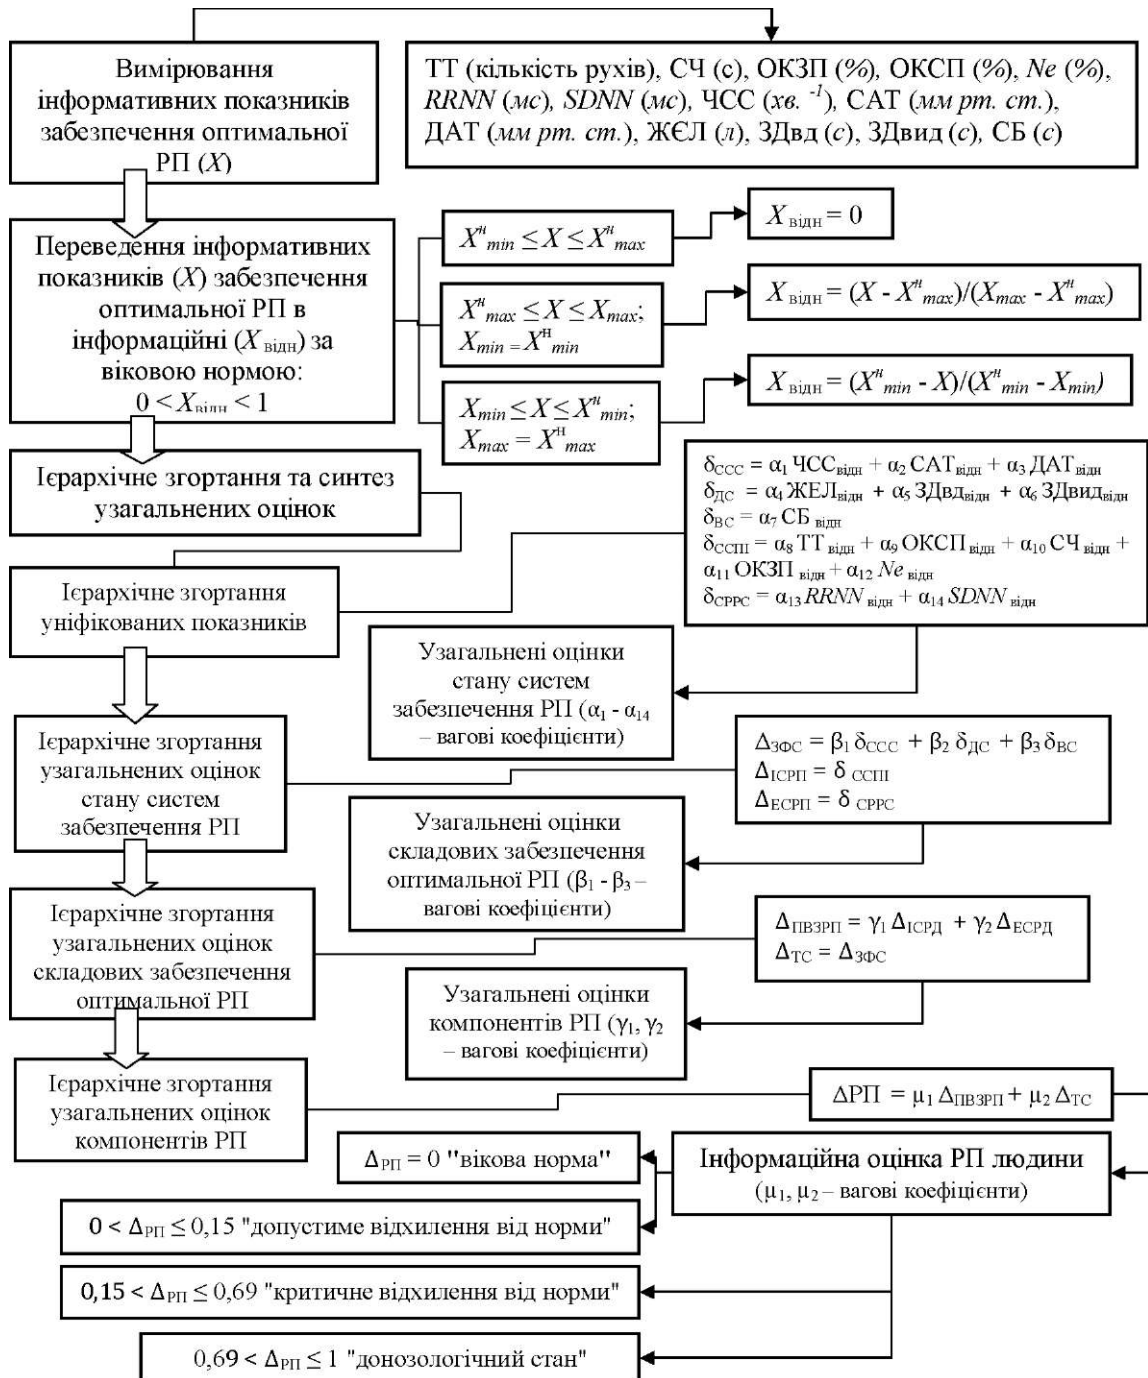 Вимірювання
інформативних показників
забезпечення оптимальної
РП (X)
ТТ (кількість рухів), СЧ (с), ОКЗП (%), ОКСП (%), Ne (%),
RRNN (мс), SDNN (мс), ЧСС (хв. -1), САТ (мм рт. ст.),
ДАТ (мм рт. ст.), ЖЄЛ (л), ЗДвд (с), ЗДвид (с), СБ (с)
Переведення інформативних
показників (X) забезпечення
оптимальної РП в
інформаційні (X відн) за
віковою нормою:
0 < Xвідн < 1
Xнmin ≤ X ≤ Xнmax
X відн = 0
Xнmax ≤ X ≤ Xmax;
Xmin = Xнmin
X відн = (X - Xнmax)/(Xmax - Xнmax)
Xmin ≤ X ≤ Xнmin;
Xmax = Xнmax
X відн = (Xнmin - X)/(Xнmin - Xmin)
Ієрархічне згортання та синтез
узагальнених оцінок
δССС = α1 ЧССвідн + α2 САТвідн + α3 ДАТвідн
δДС = α4 ЖЕЛвідн + α5 ЗДвдвідн + α6 ЗДвидвідн
δВС = α7 СБ відн
δССПІ = α8 ТТ відн + α9 ОКСП відн + α10 СЧ відн +
α11 ОКЗП відн + α12 Ne відн
δСРРС = α13 RRNN відн + α14 SDNN відн
Ієрархічне згортання
уніфікованих показників
Узагальнені оцінки
стану систем
забезпечення РП (α1 - α14
– вагові коефіцієнти)
Ієрархічне згортання
узагальнених оцінок
стану систем
забезпечення РП
ΔЗФС = β1 δССС + β2 δДС + β3 δВС
ΔІСРП = δ ССПІ
ΔЕСРП = δ СРРС
Узагальнені оцінки
складових забезпечення
оптимальної РП (β1 - β3 –
вагові коефіцієнти)
Ієрархічне згортання
узагальнених оцінок
складових забезпечення
оптимальної РП
ΔПВЗРП = γ1 ΔІСРД + γ2 ΔЕСРД
ΔТС = ΔЗФС
Узагальнені оцінки
компонентів РП (γ1, γ2
– вагові коефіцієнти)
Ієрархічне згортання
узагальнених оцінок
компонентів РП
ΔРП = μ1 ΔПВЗРП + μ2 ΔТС
Інформаційна оцінка РП людини
(μ1, μ2 – вагові коефіцієнти)
ΔРП = 0 "вікова норма"
0 < ΔРП ≤ 0,15 "допустиме відхилення від норми"
0,15 < ΔРП ≤ 0,69 "критичне відхилення від норми"
0,69 < ΔРП ≤ 1 "донозологічний стан"